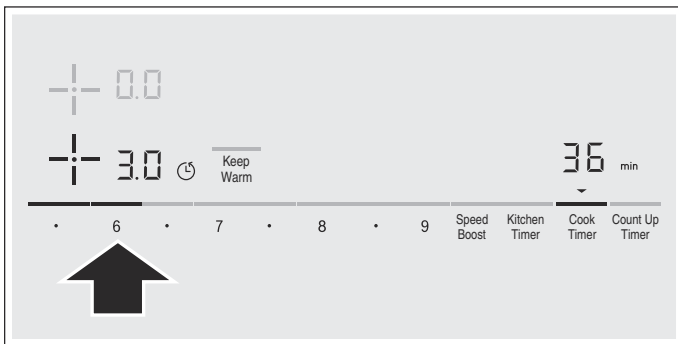 0.0
3.0
Keep
Warm
36 min
· 6 · 7 · 8 · 9
Speed
Boost
Kitchen
Timer
Cook
Timer
Count Up
Timer